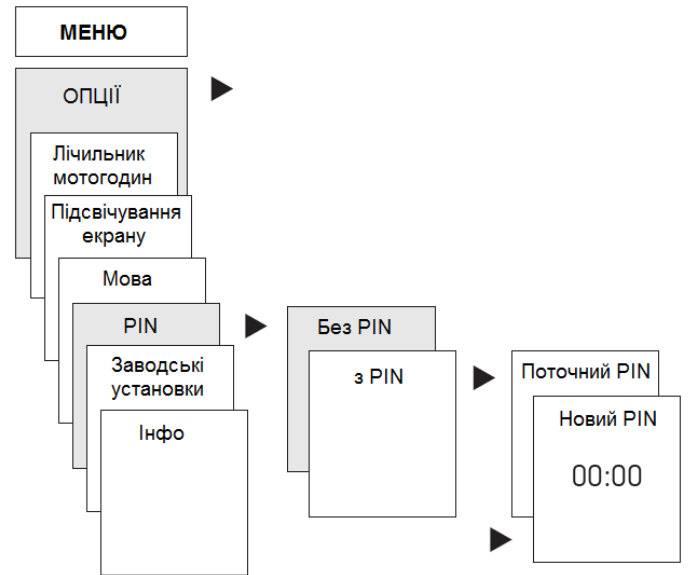 МЕНЮ
ОПЦІЇ
Лічильник
мотогодин
Підсвічування
екрану
Мова
PIN
Заводські
установки
Інфо
Без PIN
з PIN
Поточний PIN
Новий PIN
00:00